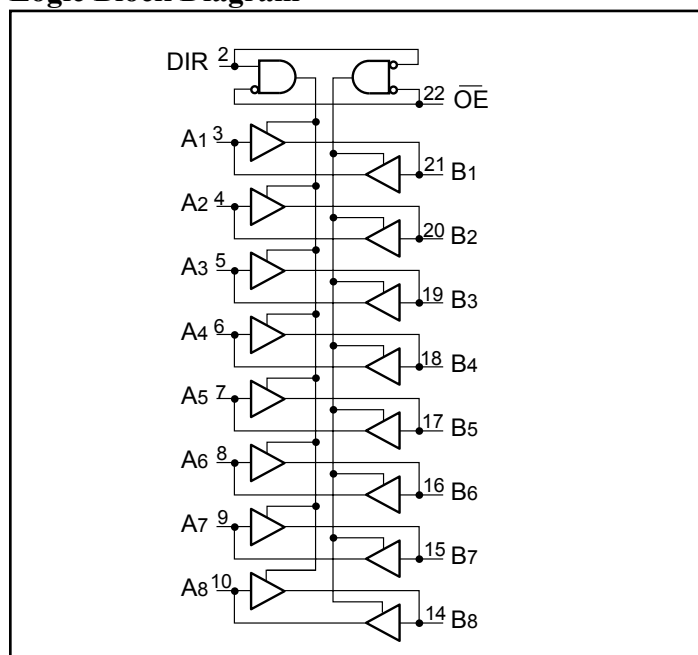 Logic Block Diagram
DIR 2
22 OE
A1 3
21 B1
A2 4
20 B2
A3 5
19 B3
A4 6
18 B4
A5 7
17 B5
A6 8
16 B6
A7 9
15 B7
A8 10
14 B8